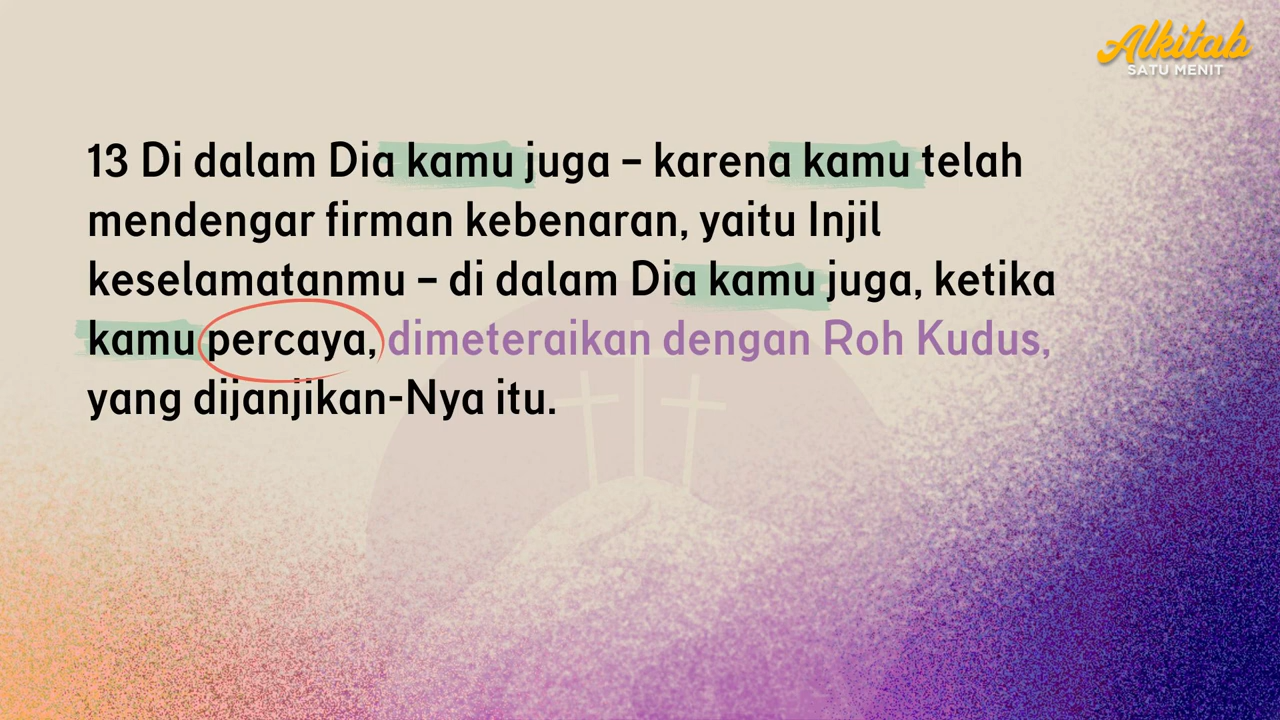 Alkitab
SATU MENIT
13 Di dalam Dia kamu juga – karena kamu telah
mendengar firman kebenaran, yaitu Injil
keselamatanmu – di dalam Dia kamu juga, ketika
kamu percaya, dimeteraikan dengan Roh Kudus,
yang dijanjikan-Nya itu.